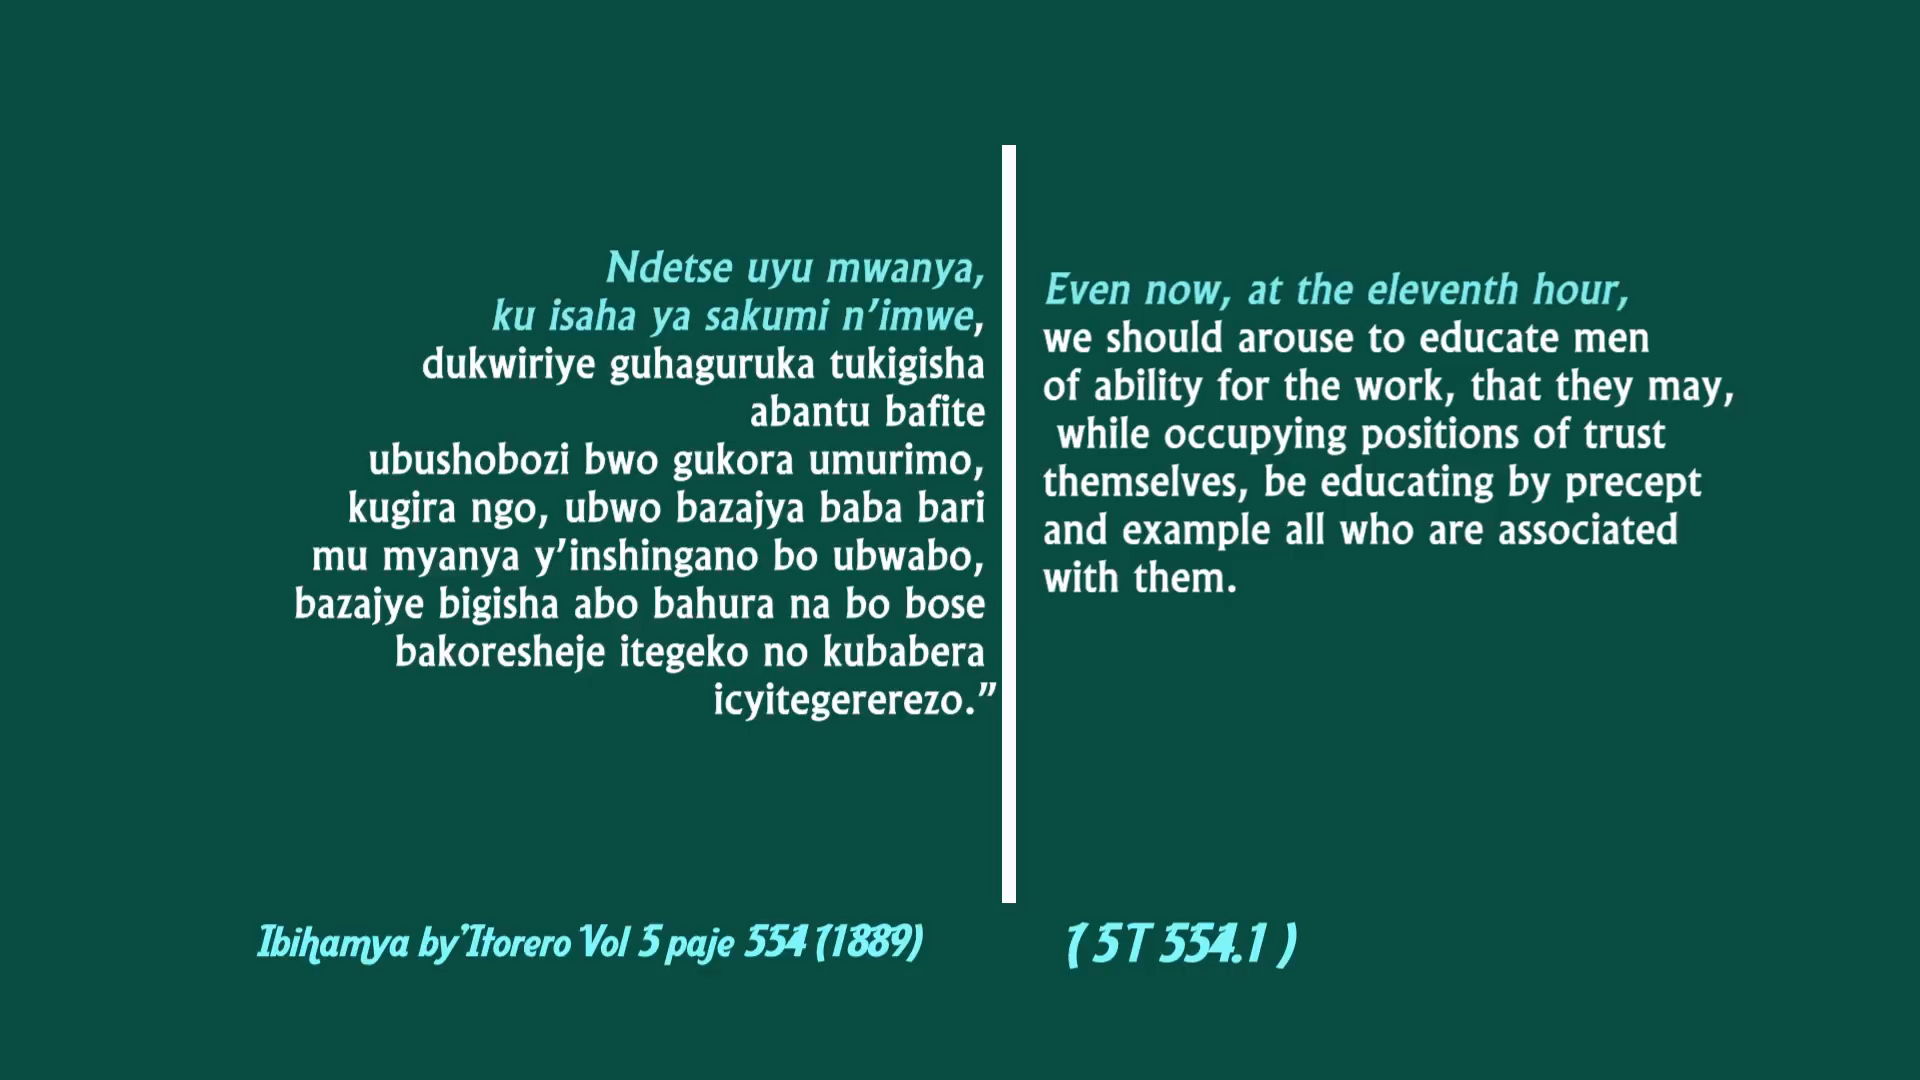 Ndetse uyu mwanya,
ku isaha ya sakumi n’imwe,
dukwiriye guhaguruka tukigisha
abantu bafite
ubushobozi bwo gukora umurimo,
kugira ngo, ubwo bazajya baba bari
mu myanya y’inshingano bo ubwabo,
bazajye bigisha abo bahura na bo bose
bakoresheje itegeko no kubabera
icyitegererezo.”
Ibihamya by’Itorero Vol 5 paje 554 (1889)
Even now, at the eleventh hour,
we should arouse to educate men
of ability for the work, that they may,
while occupying positions of trust
themselves, be educating by precept
and example all who are associated
with them.
( 5T 554.1 )